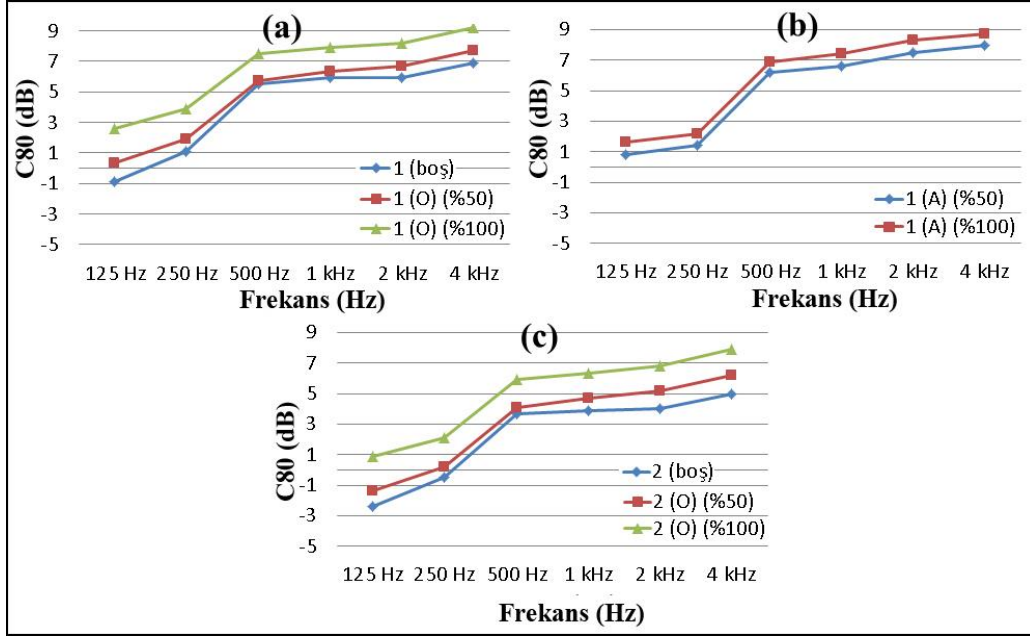 (a)
C80 (dB)
9
7
5
3
1
-1
-3
-5
1 (boş)
1 (O) (%50)
1 (O) (%100)
125 Hz 250 Hz 500 Hz 1 kHz 2 kHz 4 kHz
Frekans (Hz)
(b)
C80 (dB)
9
7
5
3
1
-1
-3
-5
1 (A) (%50)
1 (A) (%100)
125 Hz 250 Hz 500 Hz 1 kHz 2 kHz 4 kHz
Frekans (Hz)
(c)
C80 (dB)
9
7
5
3
1
-1
-3
-5
2 (boş)
2 (O) (%50)
2 (O) (%100)
125 Hz 250 Hz 500 Hz 1 kHz 2 kHz 4 kHz
Frekans (Hz)